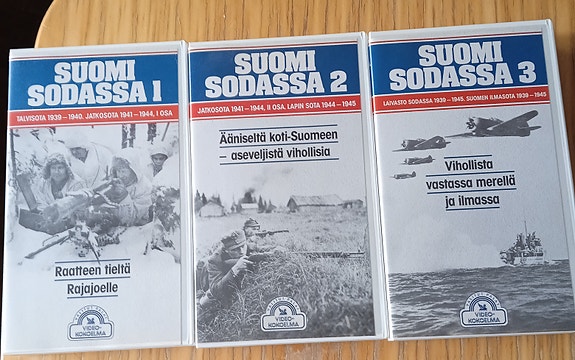 SUOMI
SODASSA 1
TALVISOTA 1939 – 1940. JATKOSOTA 1941 – 1944, I OSA
Raatteen tieltä
Rajajoelle
VIDEO-
KOKOELMA
SUOMI
SODASSA 2
JATKOSOTA 1941 – 1944, II OSA. LAPIN SOTA 1944 – 1945
Ääniseltä koti-Suomeen
– aseveljistä vihollisia
VIDEO-
KOKOELMA
SUOMI
SODASSA 3
LAIVASTO SODASSA 1939 – 1945. SUOMEN ILMASOTA 1939 – 1945
Vihollista
vastassa merellä
ja ilmassa
VIDEO-
KOKOELMA